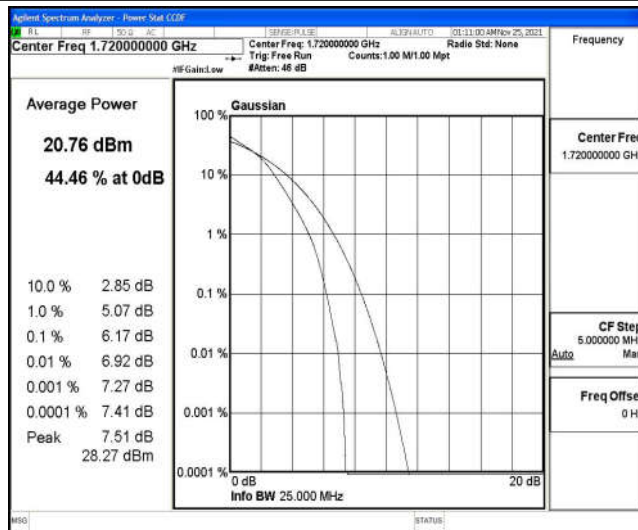 Agilent Spectrum Analyzer - Power Stat CCDF
RL RF 50 Ω AC SENSE:PULSE ALIGNAUTO 01:11:00 AM Nov 25, 2021
Center Freq 1.720000000 GHz
Center Freq: 1.720000000 GHz Radio Std: None
Trig: Free Run Counts:1.00 M/1.00 Mpt
#IFGain:Low #Atten: 46 dB
Frequency
Average Power
20.76 dBm
44.46 % at 0dB
10.0 % 2.85 dB
1.0 % 5.07 dB
0.1 % 6.17 dB
0.01 % 6.92 dB
0.001 % 7.27 dB
0.0001 % 7.41 dB
Peak 7.51 dB
28.27 dBm
Gaussian
100 %
10 %
1 %
0.1 %
0.01 %
0.001 %
0.0001 %
0 dB 20 dB
Info BW 25.000 MHz
Center Fre
1.720000000 GH
CF Step
5.000000 MH
Auto Ma
Freq Offse
0 H
MSG STATUS